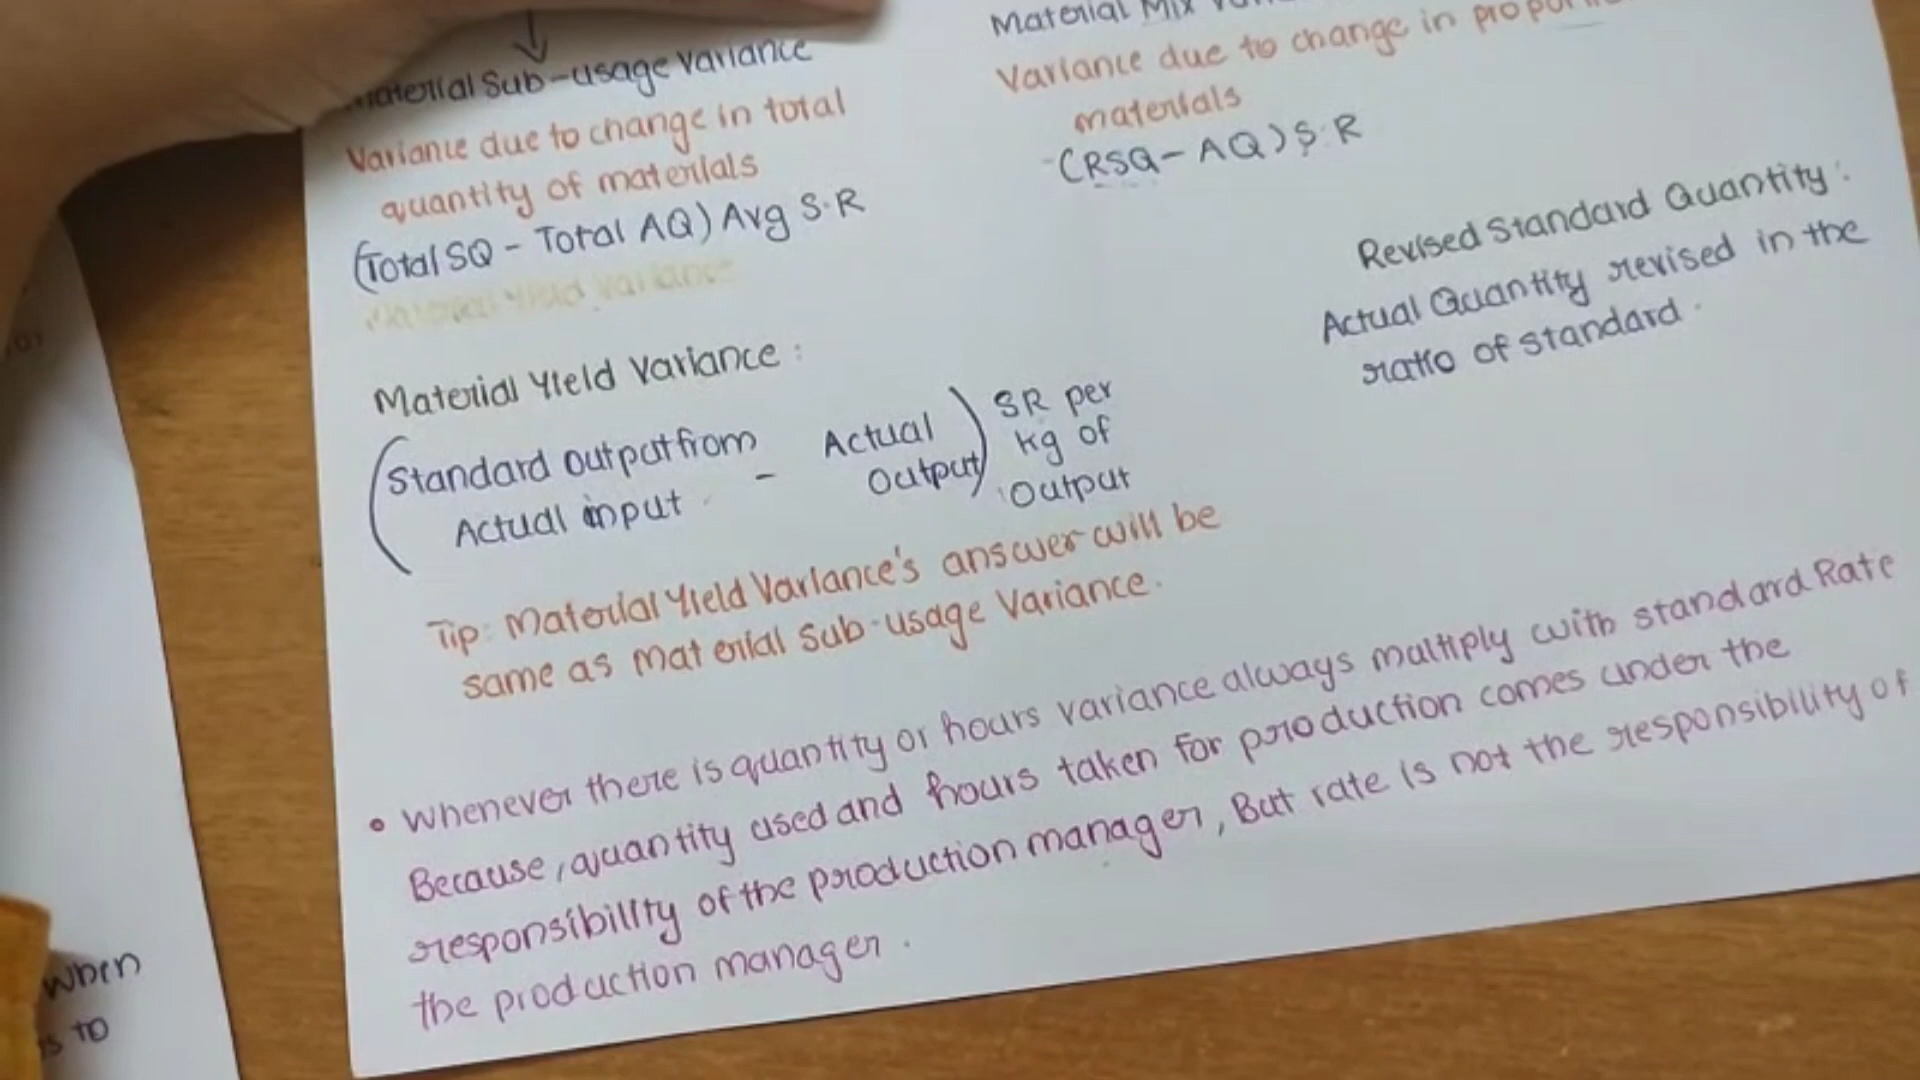 Material Sub-usage Variance
Variance due to change in total
quantity of materials
(Total SQ - Total AQ) Avg S.R
Material Yield Variance
Material Mix
Variance due to change in
materials
(RSQ - AQ) S.R
Revised Standard Quantity:
Actual Quantity revised in the
ratio of standard.
Material Yield Variance:
(Standard output from
Actual input - Actual
Output) SR per
kg of
Output
Tip: Material Yield Variance's answer will be
same as material sub-usage Variance.
• Whenever there is quantity or hours variance always multiply with standard Rate
Because, quantity used and hours taken for production comes under the
responsibility of the production manager, But rate is not the responsibility of
the production manager.
when
is to